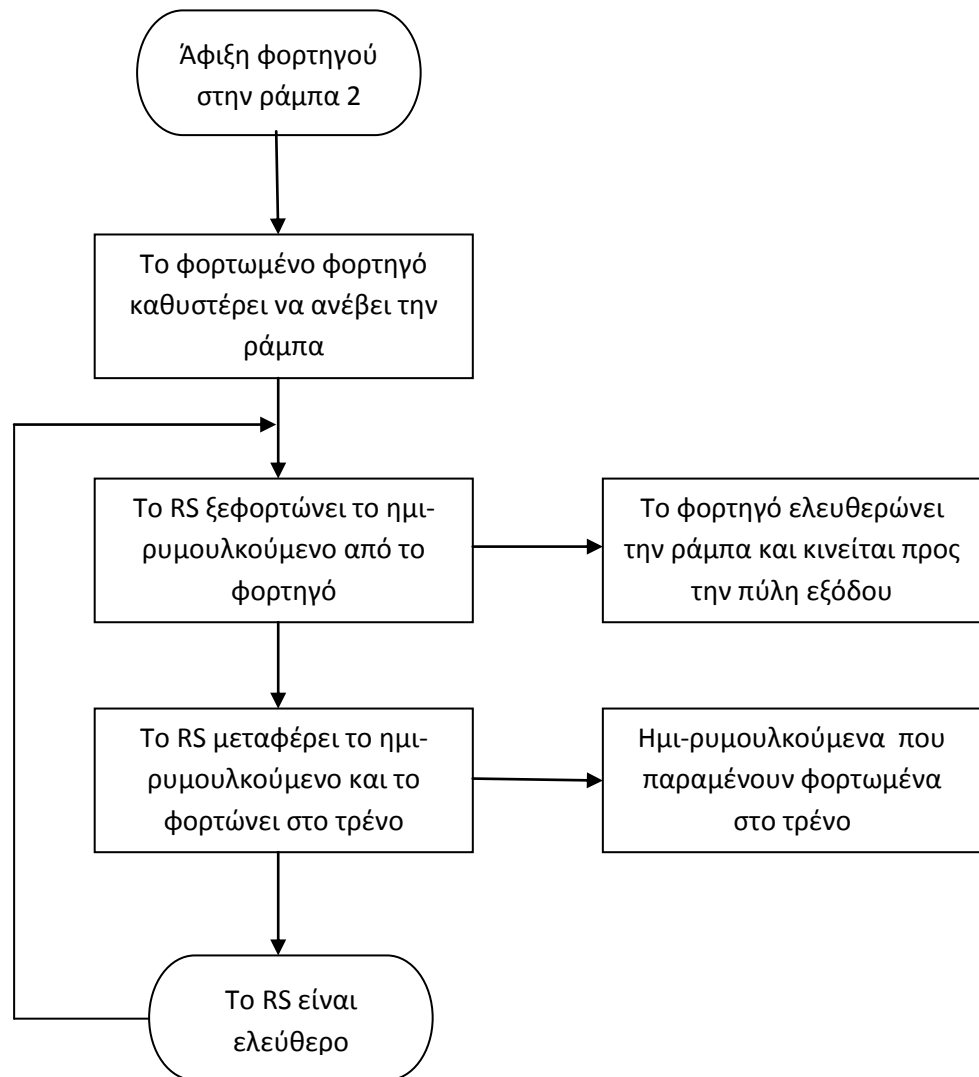 Άφιξη φορτηγού
στην ράμπα 2
Το φορτωμένο φορτηγό
καθυστέρει να ανέβει την
ράμπα
Το RS ξεφορτώνει το ημι-
ρυμουλκούμενο από το
φορτηγό
Το φορτηγό ελευθερώνει
την ράμπα και κινείται προς
την πύλη εξόδου
Το RS μεταφέρει το ημι-
ρυμουλκούμενο και το
φορτώνει στο τρένο
Ημι-ρυμουλκούμενα που
παραμένουν φορτωμένα
στο τρένο
Το RS είναι
ελεύθερο